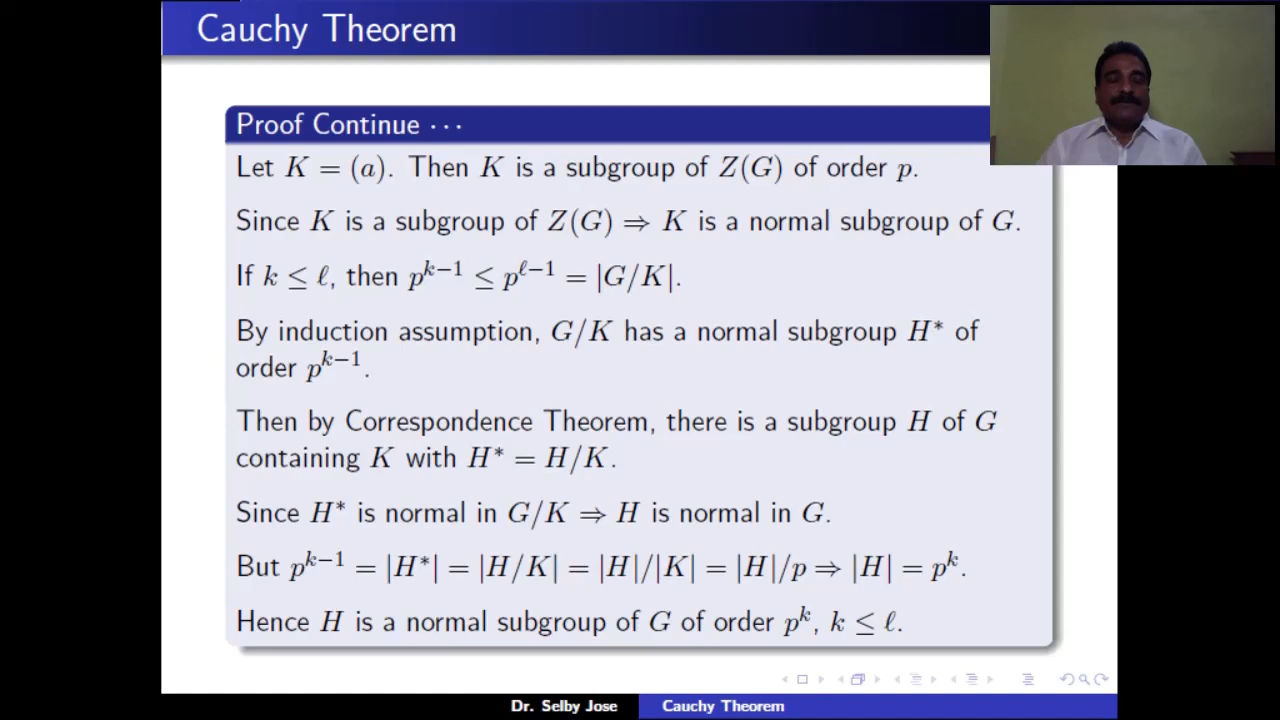 Cauchy Theorem
Proof Continue ···
Let K = (a). Then K is a subgroup of Z(G) of order p.
Since K is a subgroup of Z(G) ⇒ K is a normal subgroup of G.
If k ≤ ℓ, then p^{k−1} ≤ p^{ℓ−1} = |G/K|.
By induction assumption, G/K has a normal subgroup H* of
order p^{k−1}.
Then by Correspondence Theorem, there is a subgroup H of G
containing K with H* = H/K.
Since H* is normal in G/K ⇒ H is normal in G.
But p^{k−1} = |H*| = |H/K| = |H|/|K| = |H|/p ⇒ |H| = p^k.
Hence H is a normal subgroup of G of order p^k, k ≤ ℓ.
Dr. Selby Jose
Cauchy Theorem